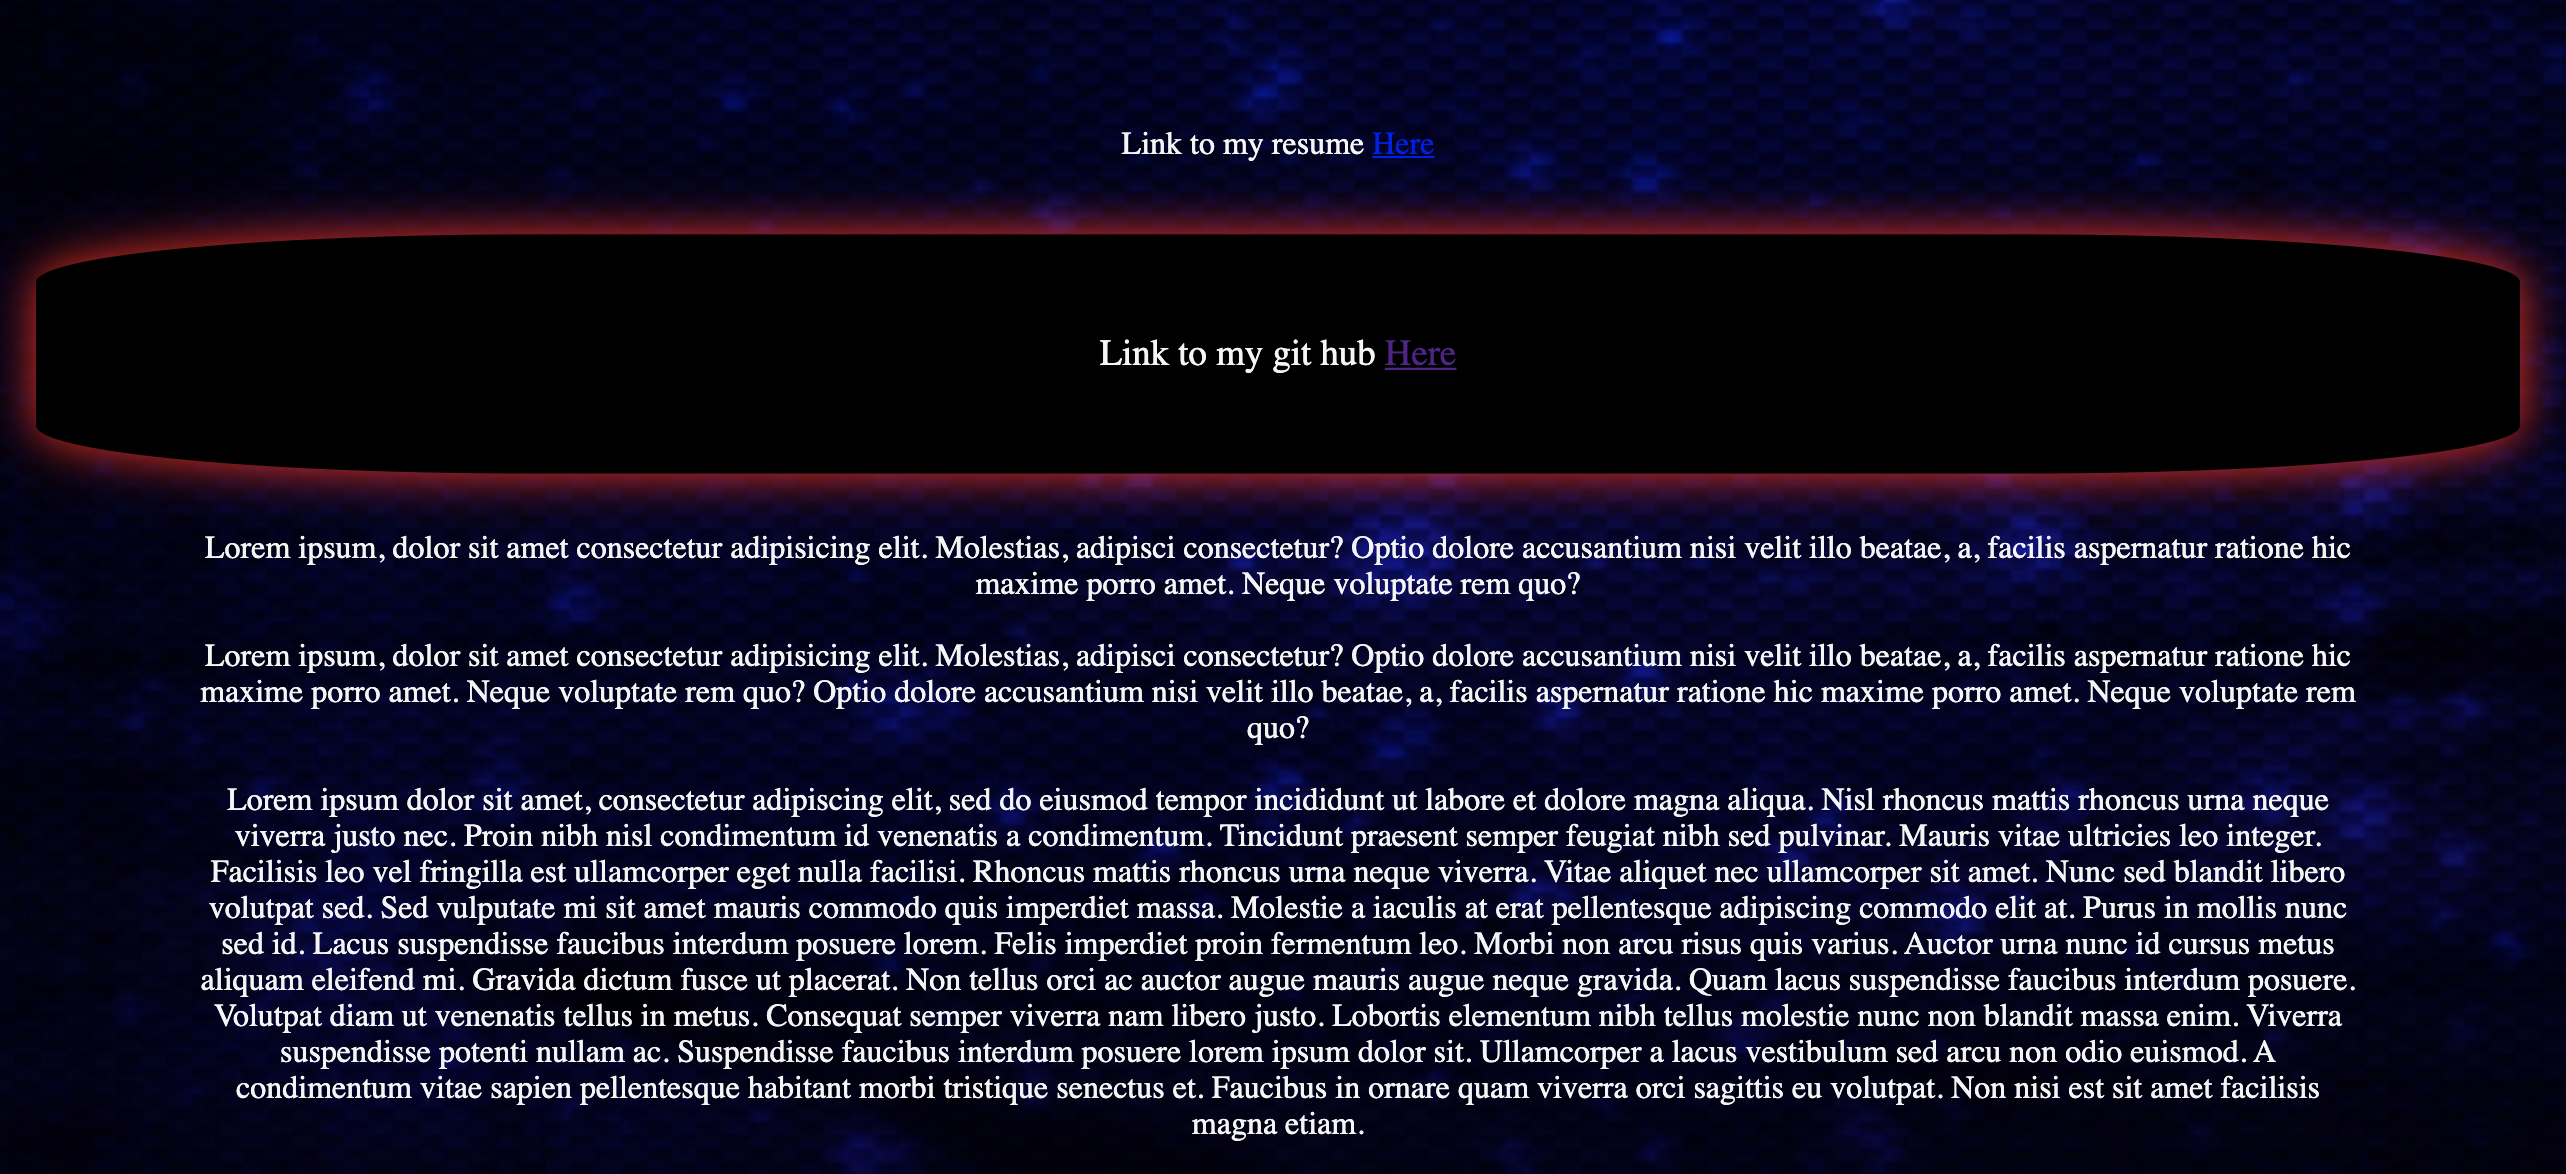 Link to my resume Here
Link to my git hub Here
Lorem ipsum, dolor sit amet consectetur adipisicing elit. Molestias, adipisci consectetur? Optio dolore accusantium nisi velit illo beatae, a, facilis aspernatur ratione hic
maxime porro amet. Neque voluptate rem quo?
Lorem ipsum, dolor sit amet consectetur adipisicing elit. Molestias, adipisci consectetur? Optio dolore accusantium nisi velit illo beatae, a, facilis aspernatur ratione hic
maxime porro amet. Neque voluptate rem quo? Optio dolore accusantium nisi velit illo beatae, a, facilis aspernatur ratione hic maxime porro amet. Neque voluptate rem
quo?
Lorem ipsum dolor sit amet, consectetur adipiscing elit, sed do eiusmod tempor incididunt ut labore et dolore magna aliqua. Nisl rhoncus mattis rhoncus urna neque
viverra justo nec. Proin nibh nisl condimentum id venenatis a condimentum. Tincidunt praesent semper feugiat nibh sed pulvinar. Mauris vitae ultricies leo integer.
Facilisis leo vel fringilla est ullamcorper eget nulla facilisi. Rhoncus mattis rhoncus urna neque viverra. Vitae aliquet nec ullamcorper sit amet. Nunc sed blandit libero
volutpat sed. Sed vulputate mi sit amet mauris commodo quis imperdiet massa. Molestie a iaculis at erat pellentesque adipiscing commodo elit at. Purus in mollis nunc
sed id. Lacus suspendisse faucibus interdum posuere lorem. Felis imperdiet proin fermentum leo. Morbi non arcu risus quis varius. Auctor urna nunc id cursus metus
aliquam eleifend mi. Gravida dictum fusce ut placerat. Non tellus orci ac auctor augue mauris augue neque gravida. Quam lacus suspendisse faucibus interdum posuere.
Volutpat diam ut venenatis tellus in metus. Consequat semper viverra nam libero justo. Lobortis elementum nibh tellus molestie nunc non blandit massa enim. Viverra
suspendisse potenti nullam ac. Suspendisse faucibus interdum posuere lorem ipsum dolor sit. Ullamcorper a lacus vestibulum sed arcu non odio euismod. A
condimentum vitae sapien pellentesque habitant morbi tristique senectus et. Faucibus in ornare quam viverra orci sagittis eu volutpat. Non nisi est sit amet facilisis
magna etiam.